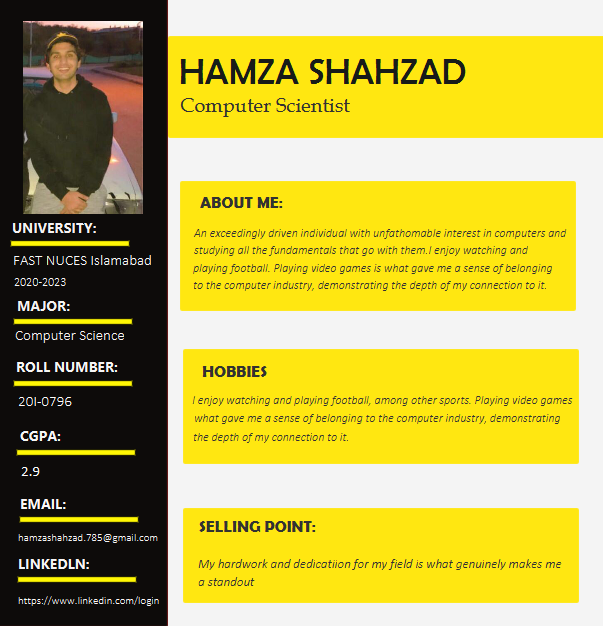 HAMZA SHAHZAD
Computer Scientist
UNIVERSITY:
FAST NUCES Islamabad
2020-2023
MAJOR:
Computer Science
ROLL NUMBER:
20I-0796
CGPA:
2.9
EMAIL:
hamzashahzad.785@gmail.com
LINKEDLN:
https://www.linkedin.com/login
ABOUT ME:
An exceedingly driven individual with unfathomable interest in computers and
studying all the fundamentals that go with them.I enjoy watching and
playing football. Playing video games is what gave me a sense of belonging
to the computer industry, demonstrating the depth of my connection to it.
HOBBIES
I enjoy watching and playing football, among other sports. Playing video games
what gave me a sense of belonging to the computer industry, demonstrating
the depth of my connection to it.
SELLING POINT:
My hardwork and dedicatiion for my field is what genuinely makes me
a standout